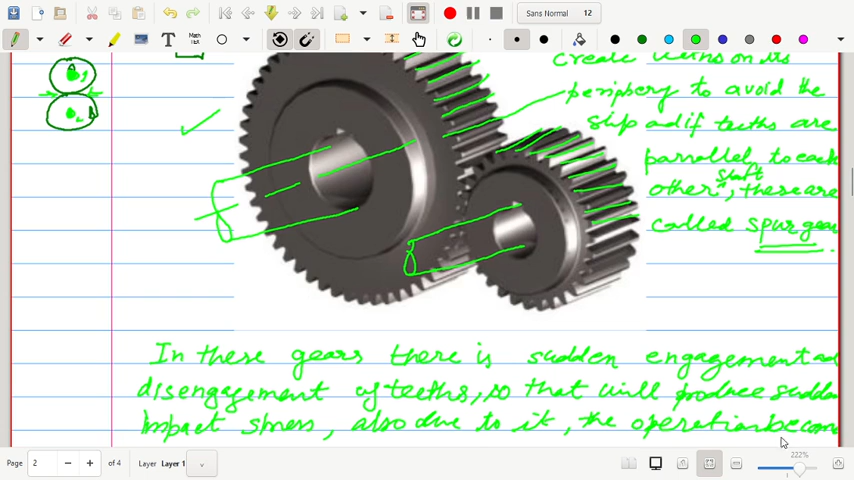 Sans Normal 12
Math TEX
create teeths on its
periphery to avoid the
slip and if teeths are
parrallel to each
shaft
other, these are
called spur gear
In these gears there is sudden engagement and
disengagement of teeths, so that will produce sudden
impact stress, also due to it, the operation become
Page 2 of 4 Layer Layer 1
222%